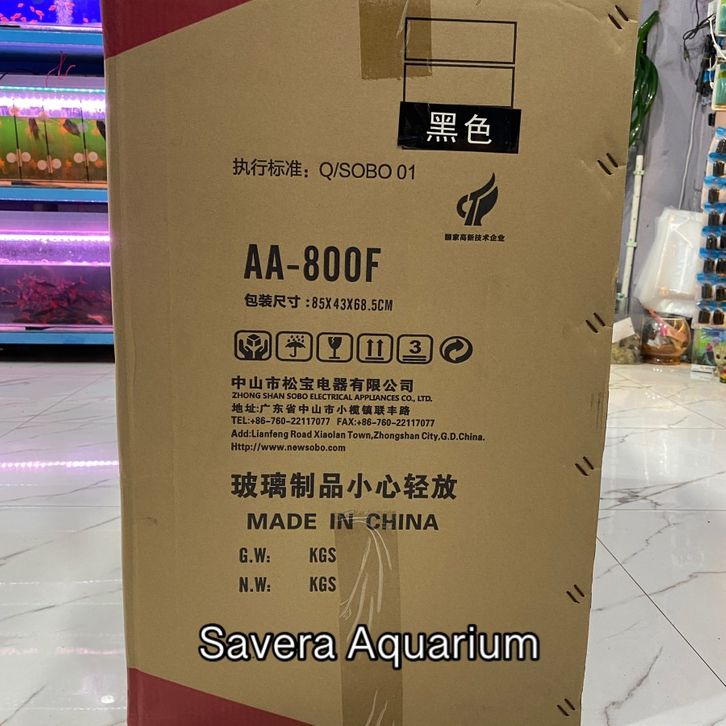 黑色
执行标准: Q/SOBO 01
国家高新技术企业
AA-800F
包装尺寸:85X43X68.5CM
3
中山市松宝电器有限公司
ZHONG SHAN SOBO ELECTRICAL APPLIANCES CO., LTD.
地址:广东省中山市小榄镇联丰路
TEL:+86-760-22117077 FAX:+86-760-22117077
Add:Lianfeng Road Xiaolan Town,Zhongshan City,G.D.China.
Http://www.newsobo.com
玻璃制品小心轻放
MADE IN CHINA
G.W: KGS
N.W: KGS
Savera Aquarium